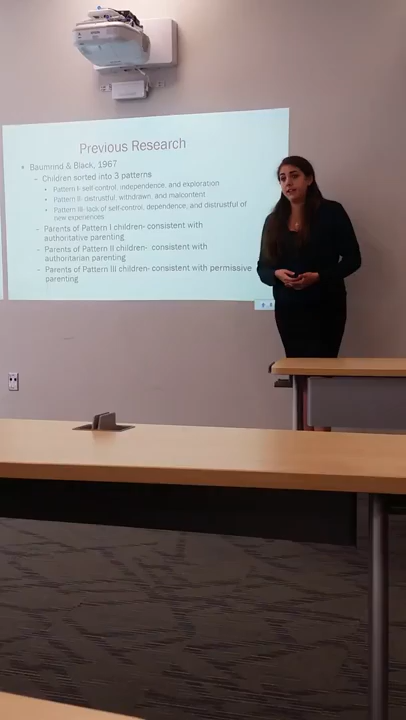 Previous Research
• Baumrind & Black, 1967
– Children sorted into 3 patterns
• Pattern I- self-control, independence, and exploration
• Pattern II- distrustful, withdrawn, and malcontent
• Pattern III- lack of self-control, dependence, and distrustful of
new experiences
– Parents of Pattern I children- consistent with
authoritative parenting
– Parents of Pattern II children- consistent with
authoritarian parenting
– Parents of Pattern III children- consistent with permissive
parenting